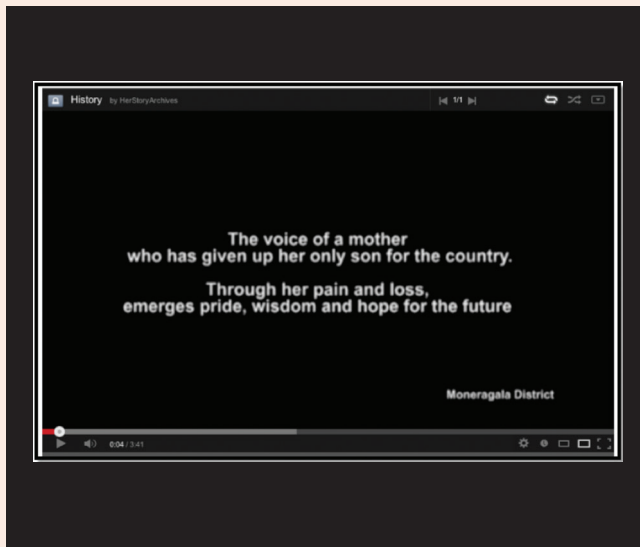 History by HerStoryArchives 1/1
The voice of a mother
who has given up her only son for the country.
Through her pain and loss,
emerges pride, wisdom and hope for the future
Moneragala District
0:04 / 3:41